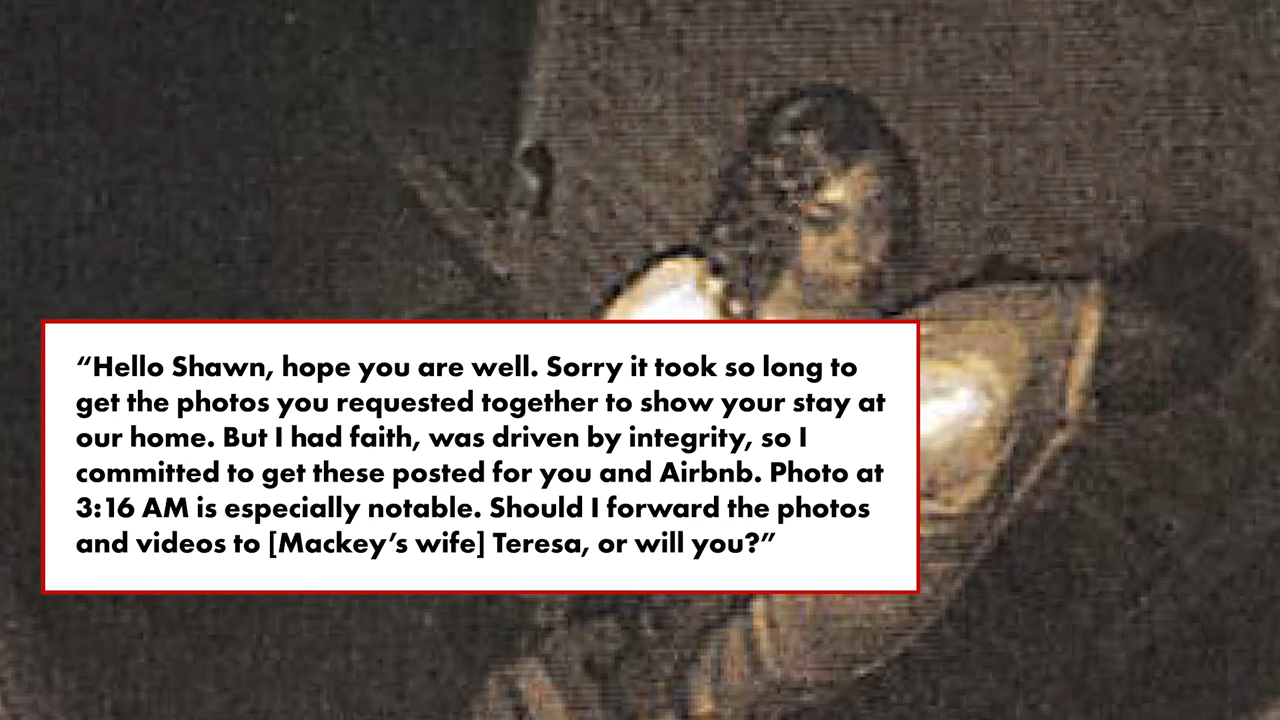 “Hello Shawn, hope you are well. Sorry it took so long to
get the photos you requested together to show your stay at
our home. But I had faith, was driven by integrity, so I
committed to get these posted for you and Airbnb. Photo at
3:16 AM is especially notable. Should I forward the photos
and videos to [Mackey’s wife] Teresa, or will you?”